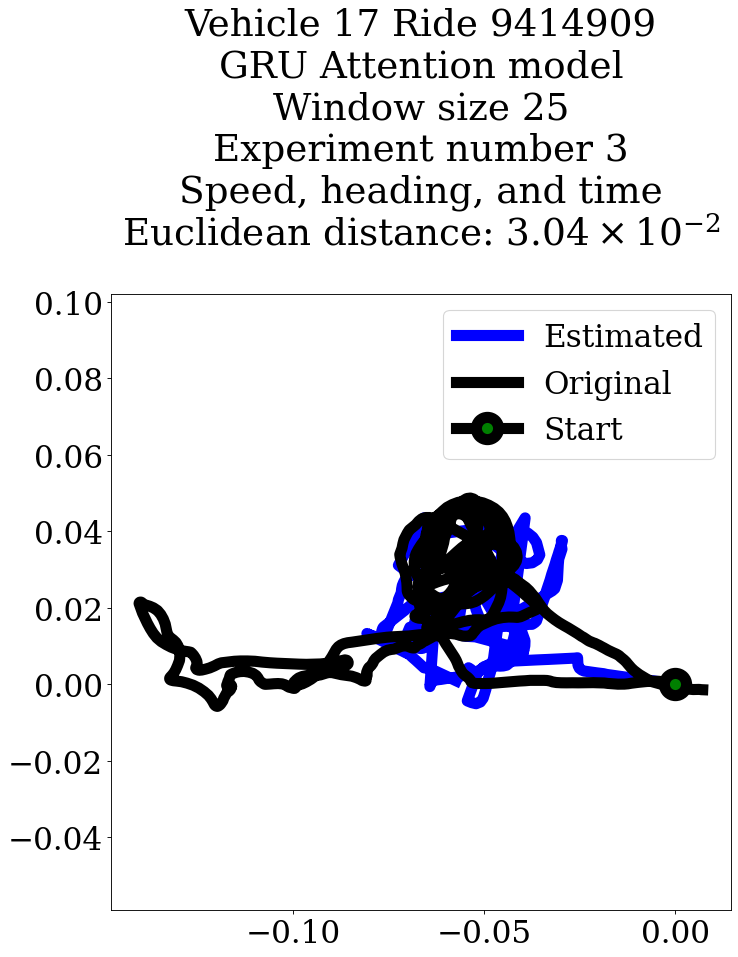 Vehicle 17 Ride 9414909
GRU Attention model
Window size 25
Experiment number 3
Speed, heading, and time
Euclidean distance: 3.04 × 10⁻²
0.10
0.08
0.06
0.04
0.02
0.00
−0.02
−0.04
Estimated
Original
Start
−0.10 −0.05 0.00